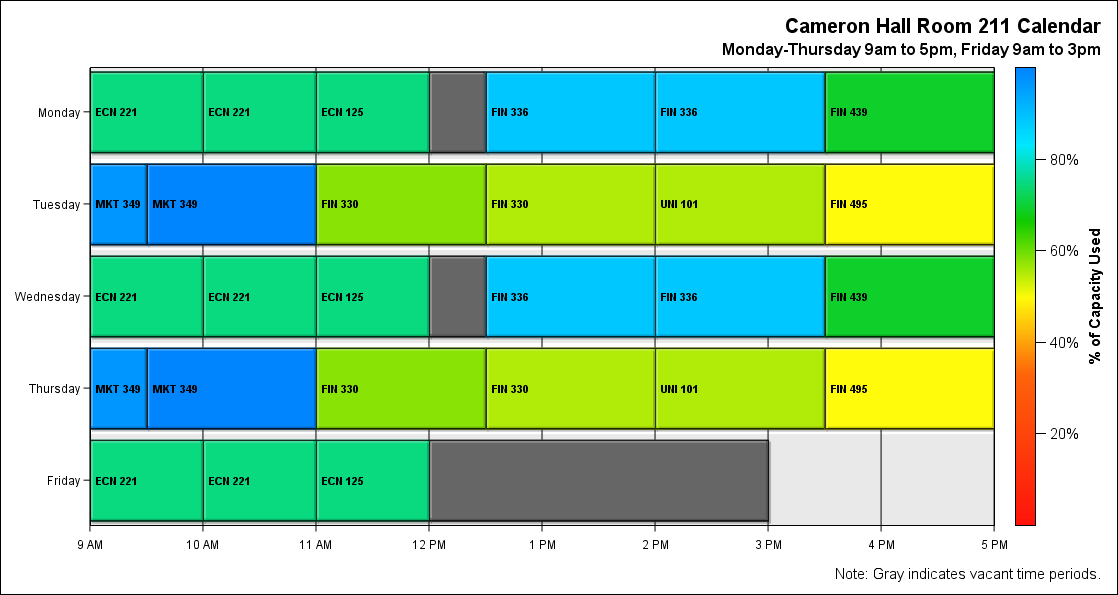 Cameron Hall Room 211 Calendar
Monday-Thursday 9am to 5pm, Friday 9am to 3pm
Monday
ECN 221
ECN 221
ECN 125
FIN 336
FIN 336
FIN 439
Tuesday
MKT 349
MKT 349
FIN 330
FIN 330
UNI 101
FIN 495
Wednesday
ECN 221
ECN 221
ECN 125
FIN 336
FIN 336
FIN 439
Thursday
MKT 349
MKT 349
FIN 330
FIN 330
UNI 101
FIN 495
Friday
ECN 221
ECN 221
ECN 125
9 AM
10 AM
11 AM
12 PM
1 PM
2 PM
3 PM
4 PM
5 PM
80%
60%
40%
20%
% of Capacity Used
Note: Gray indicates vacant time periods.